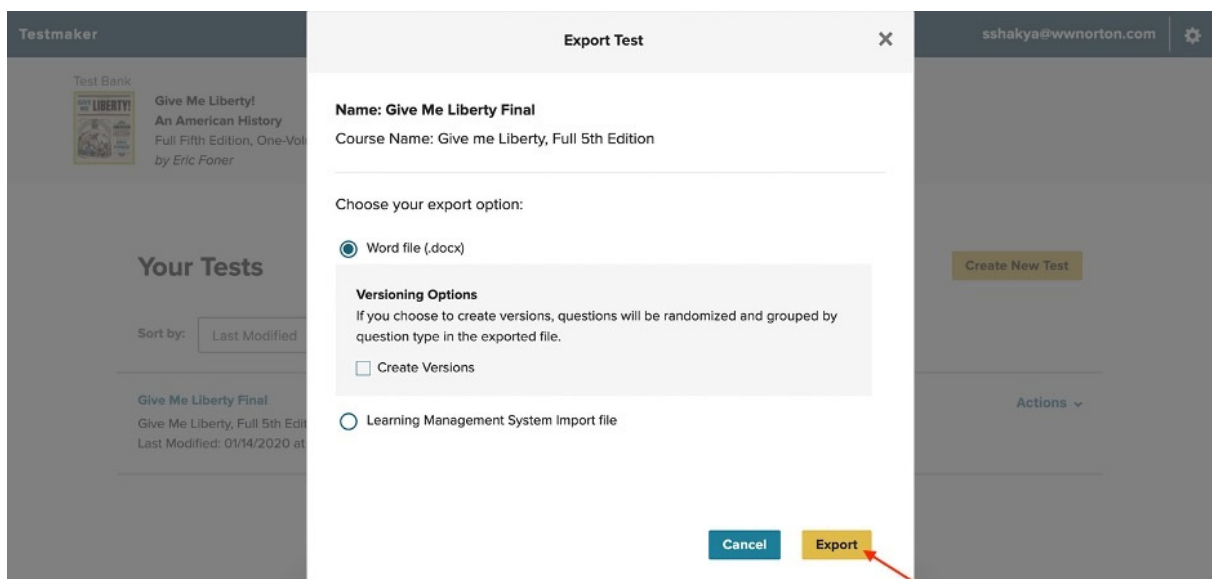 Testmaker
Export Test
sshakya@wwnorton.com
Test Bank
LIBERTY!
Give Me Liberty!
An American History
Full Fifth Edition, One-Vol
by Eric Foner
Name: Give Me Liberty Final
Course Name: Give me Liberty, Full 5th Edition
Choose your export option:
Word file (.docx)
Versioning Options
If you choose to create versions, questions will be randomized and grouped by
question type in the exported file.
Create Versions
Learning Management System Import file
Cancel
Export
Your Tests
Create New Test
Sort by:
Last Modified
Give Me Liberty Final
Actions
Give Me Liberty, Full 5th Edit
Last Modified: 01/14/2020 at